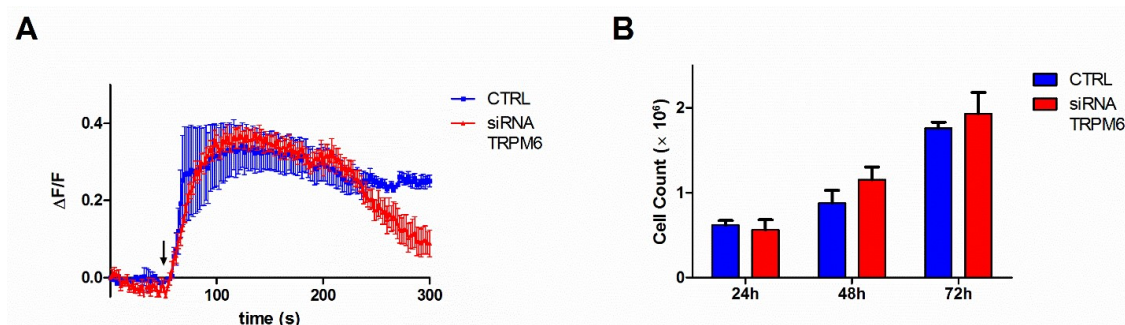 A
B
CTRL
siRNA
TRPM6
ΔF/F
0.4
0.2
0.0
100
200
300
time (s)
CTRL
siRNA
TRPM6
Cell Count (× 10⁶)
2
1
0
24h
48h
72h